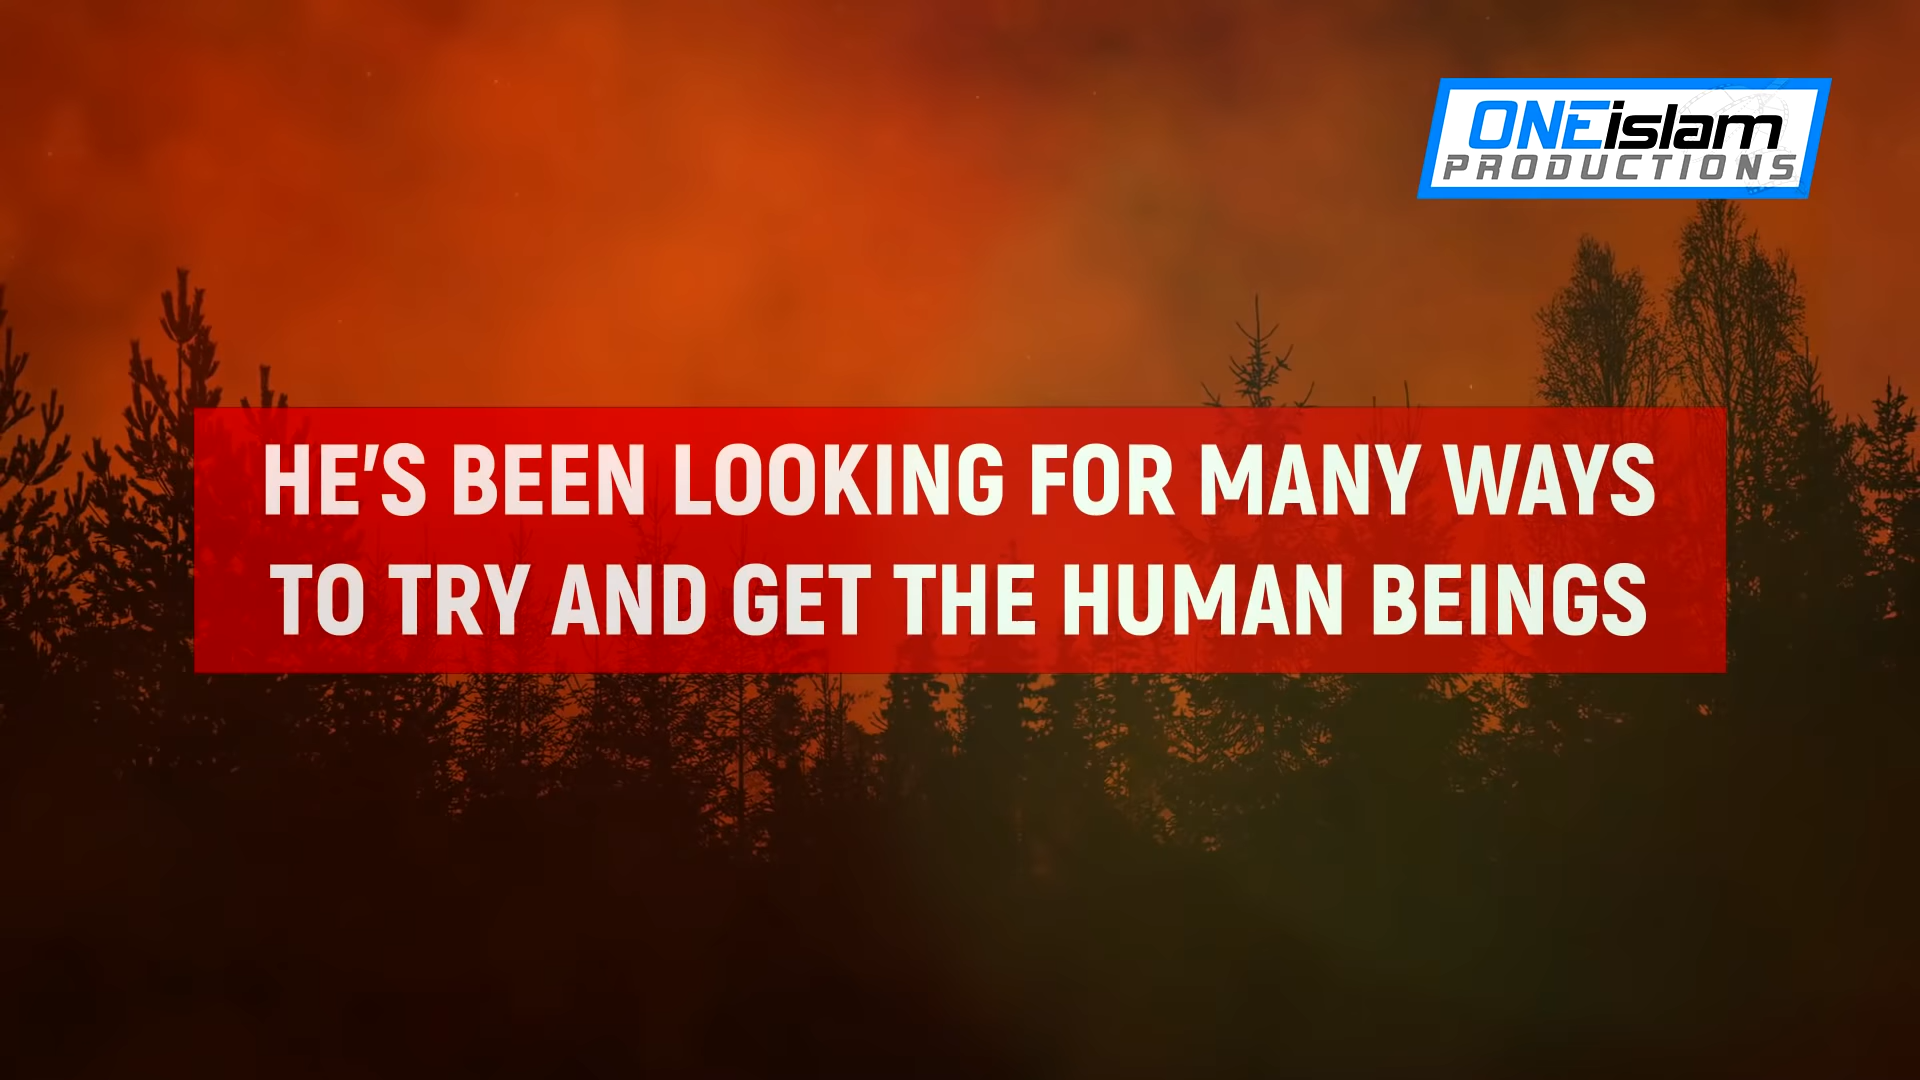 ONEislam
PRODUCTIONS
HE'S BEEN LOOKING FOR MANY WAYS
TO TRY AND GET THE HUMAN BEINGS